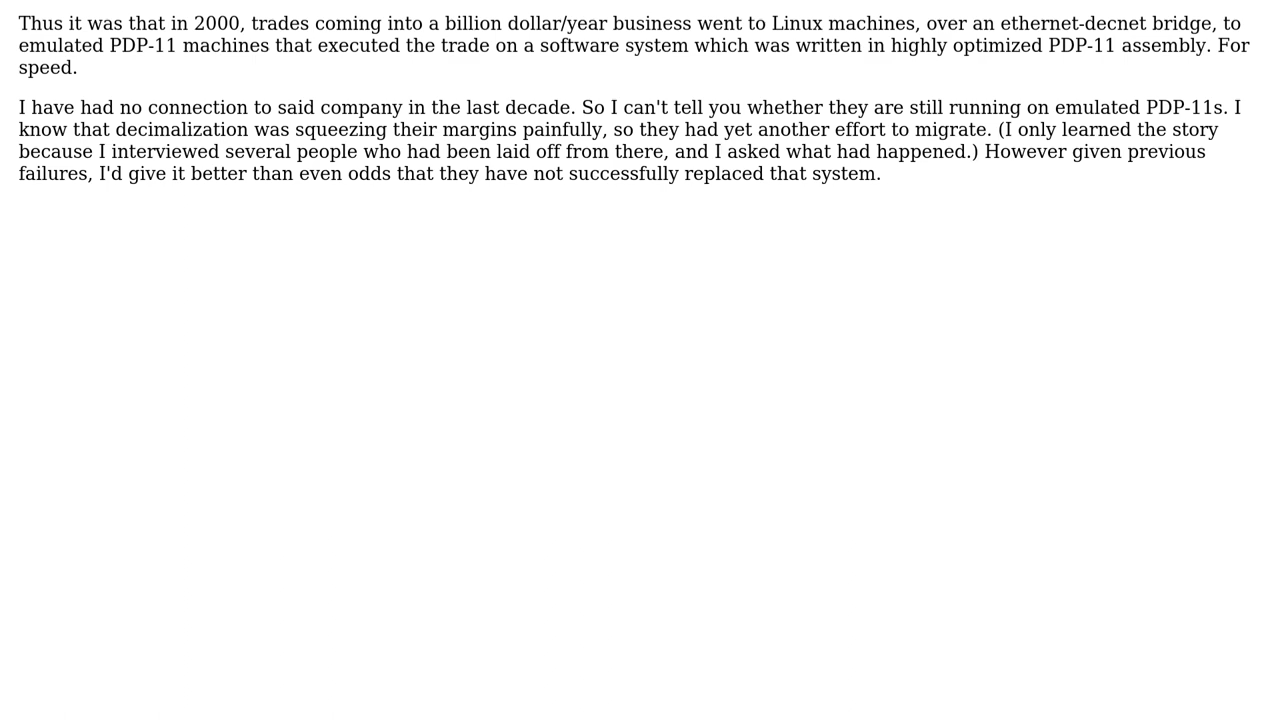 Thus it was that in 2000, trades coming into a billion dollar/year business went to Linux machines, over an ethernet-decnet bridge, to
emulated PDP-11 machines that executed the trade on a software system which was written in highly optimized PDP-11 assembly. For
speed.
I have had no connection to said company in the last decade. So I can't tell you whether they are still running on emulated PDP-11s. I
know that decimalization was squeezing their margins painfully, so they had yet another effort to migrate. (I only learned the story
because I interviewed several people who had been laid off from there, and I asked what had happened.) However given previous
failures, I'd give it better than even odds that they have not successfully replaced that system.